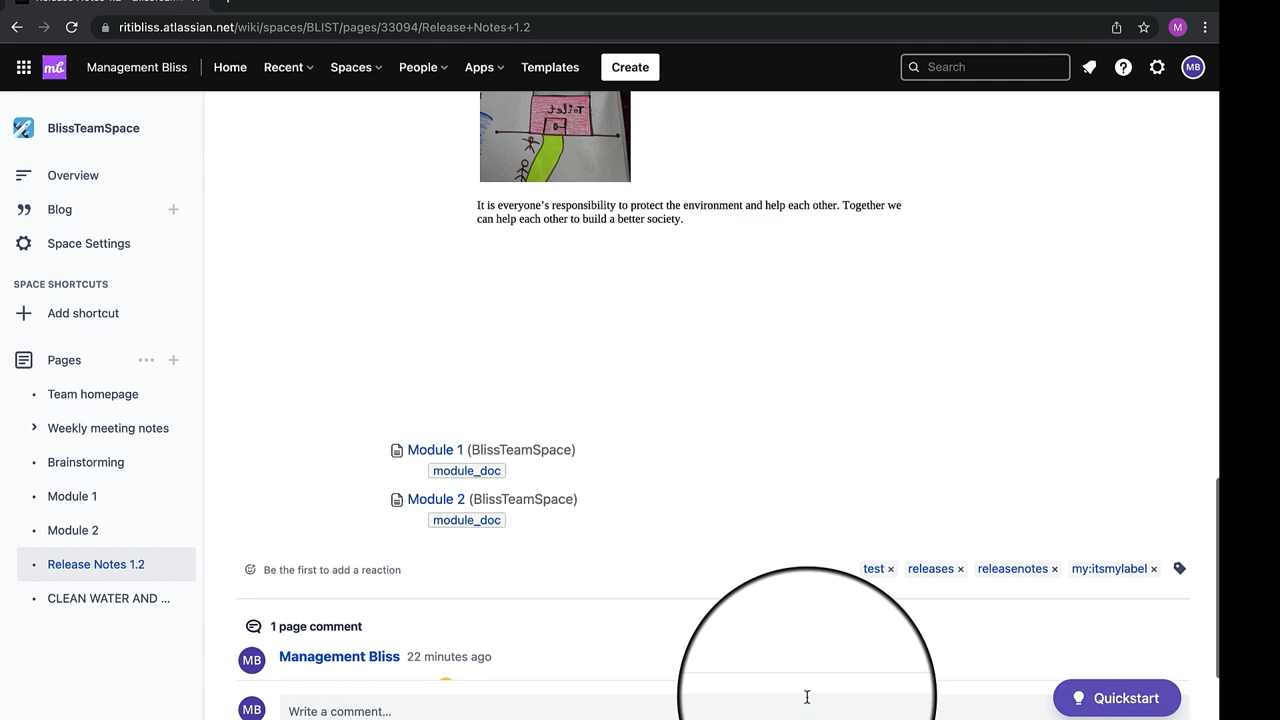 ritibliss.atlassian.net/wiki/spaces/BLIST/pages/33094/Release+Notes+1.2
M
mb Management Bliss Home Recent Spaces People Apps Templates Create Search MB
BlissTeamSpace
Overview
Blog
Space Settings
SPACE SHORTCUTS
Add shortcut
Pages
Team homepage
Weekly meeting notes
Brainstorming
Module 1
Module 2
Release Notes 1.2
CLEAN WATER AND ...
Toilet
It is everyone's responsibility to protect the environment and help each other. Together we
can help each other to build a better society.
Module 1 (BlissTeamSpace)
module_doc
Module 2 (BlissTeamSpace)
module_doc
Be the first to add a reaction
test × releases × releasenotes × my:itsmylabel ×
1 page comment
MB Management Bliss 22 minutes ago
MB Write a comment...
Quickstart